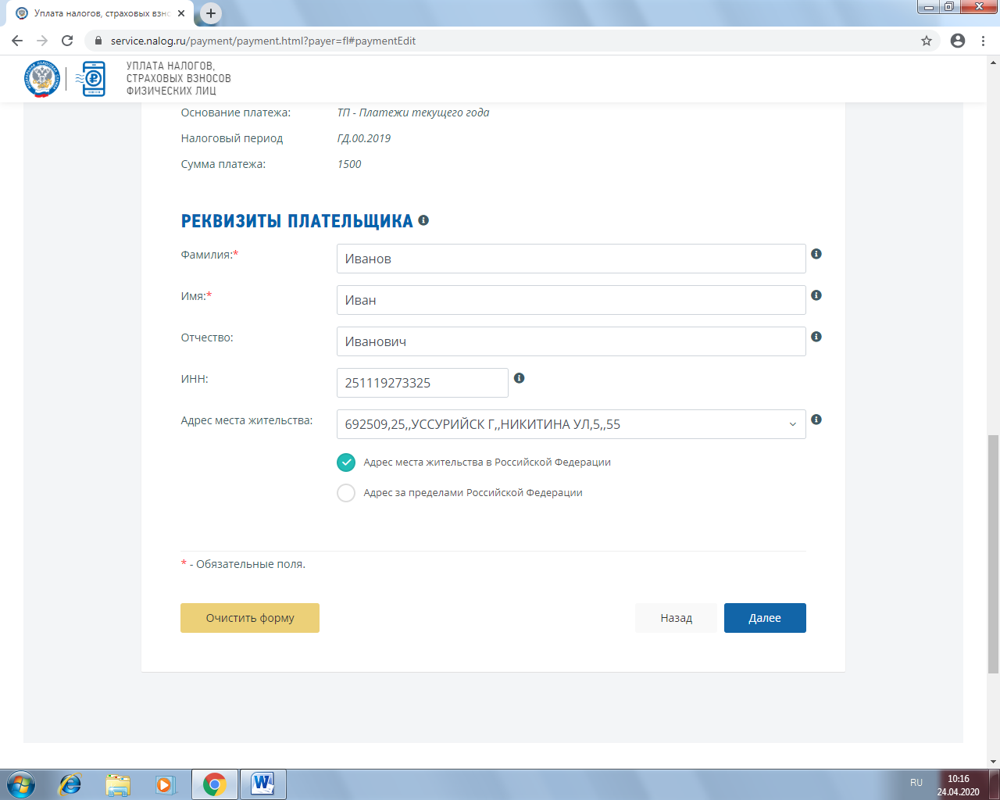 Уплата налогов, страховых взно
service.nalog.ru/payment/payment.html?payer=fl#paymentEdit
УПЛАТА НАЛОГОВ,
СТРАХОВЫХ ВЗНОСОВ
ФИЗИЧЕСКИХ ЛИЦ
Основание платежа: ТП - Платежи текущего года
Налоговый период ГД.00.2019
Сумма платежа: 1500
РЕКВИЗИТЫ ПЛАТЕЛЬЩИКА
Фамилия:* Иванов
Имя:* Иван
Отчество: Иванович
ИНН: 251119273325
Адрес места жительства: 692509,25,,УССУРИЙСК Г,,НИКИТИНА УЛ,5,,55
Адрес места жительства в Российской Федерации
Адрес за пределами Российской Федерации
* - Обязательные поля.
Очистить форму Назад Далее
RU 10:16
24.04.2020